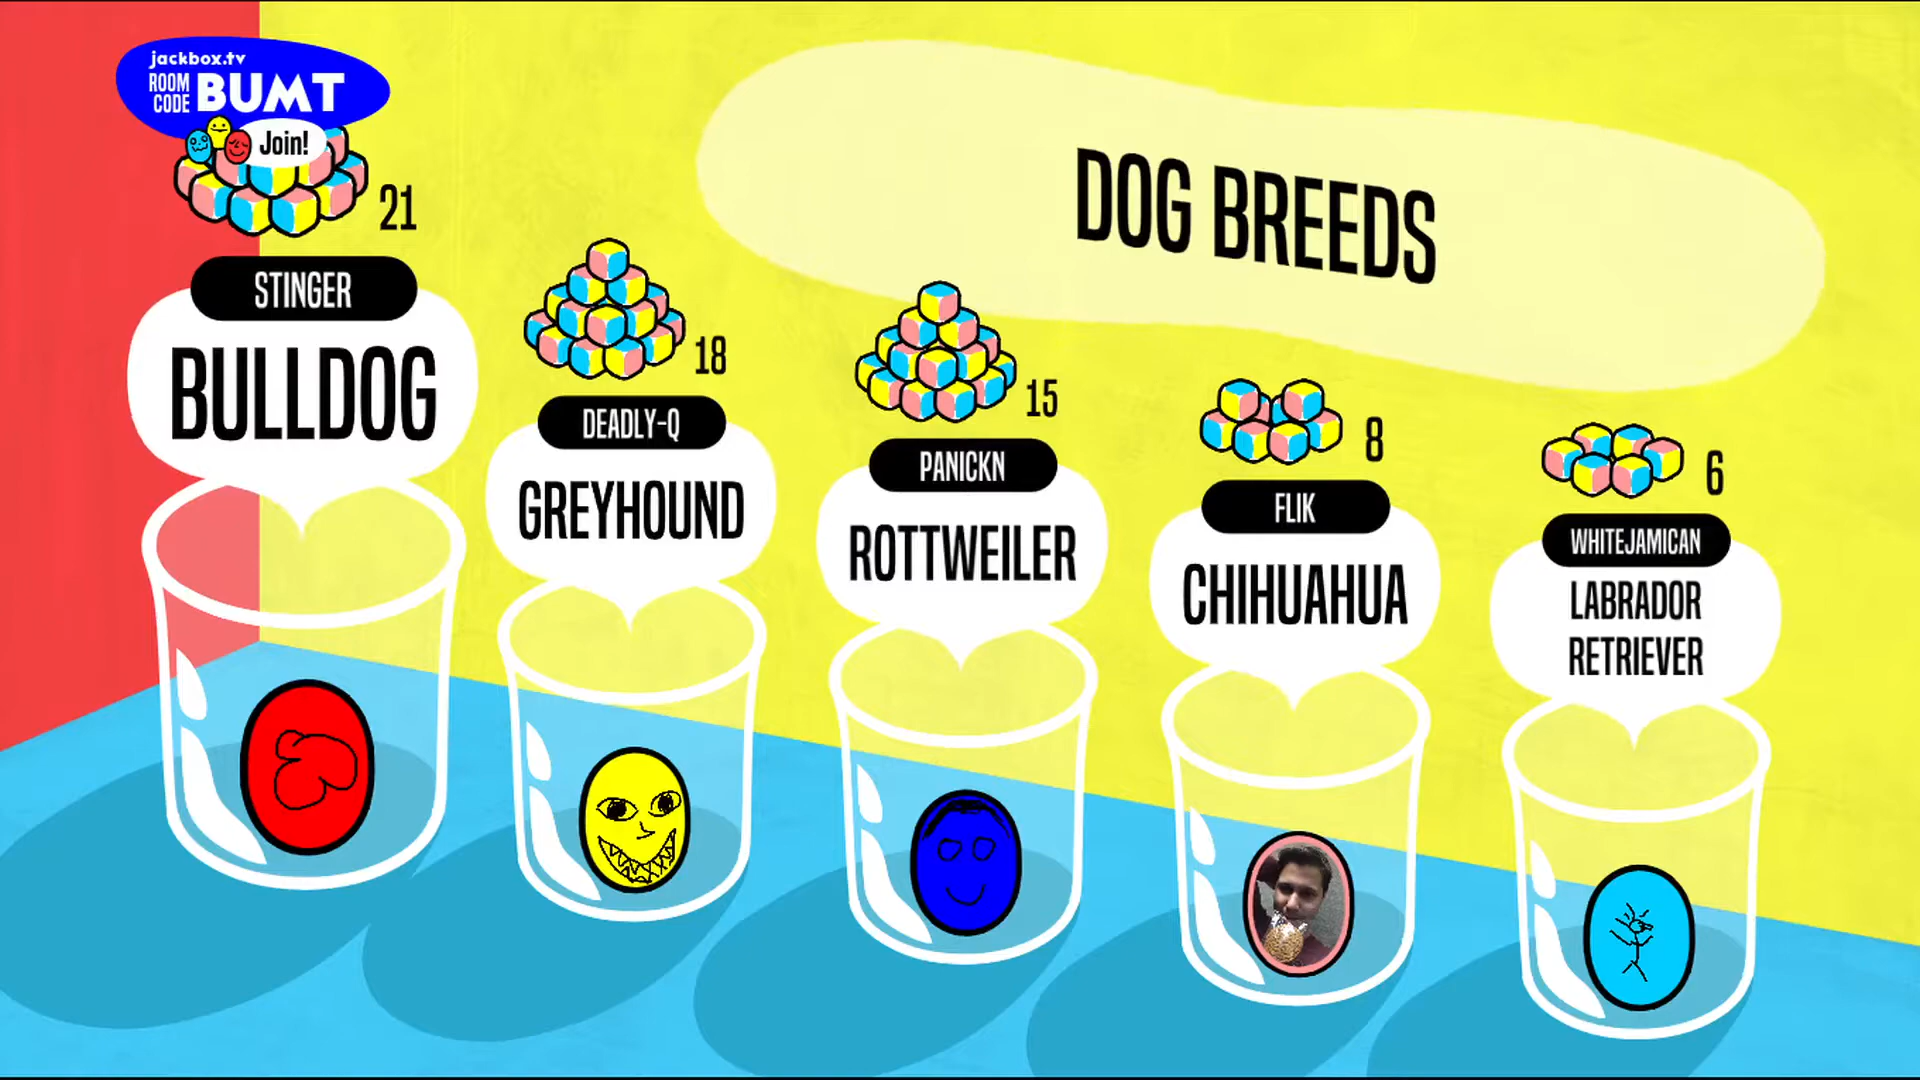 jackbox.tv
ROOM
CODE
BUMT
Join!
DOG BREEDS
21
STINGER
BULLDOG
18
DEADLY-Q
GREYHOUND
15
PANICKN
ROTTWEILER
8
FLIK
CHIHUAHUA
6
WHITEJAMICAN
LABRADOR
RETRIEVER